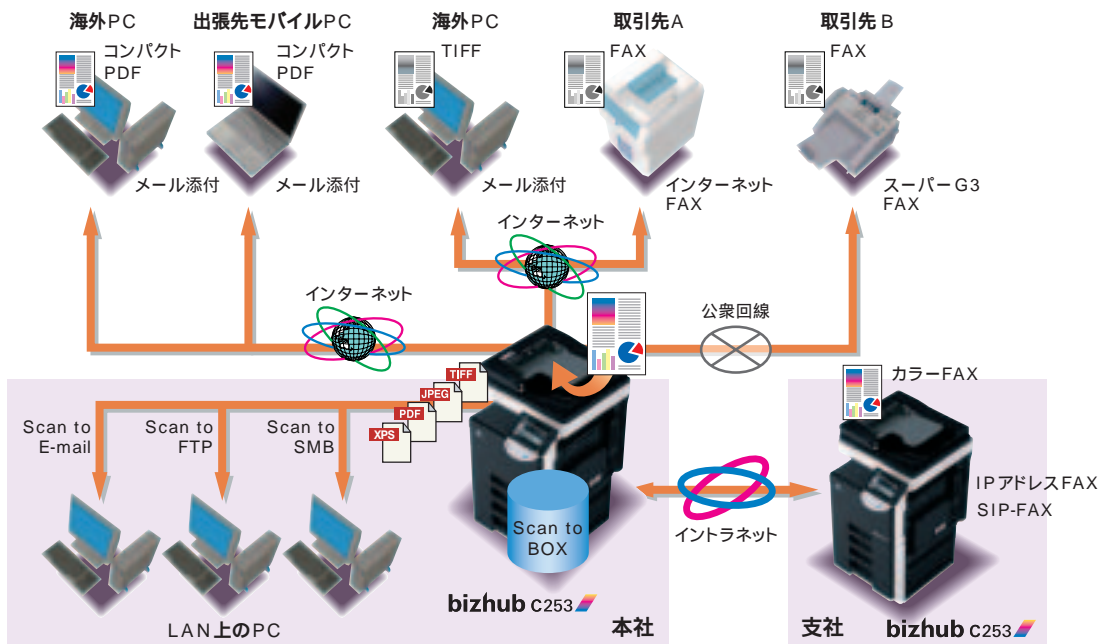 海外PC
コンパクト
PDF
メール添付
出張先モバイルPC
コンパクト
PDF
メール添付
海外PC
TIFF
メール添付
取引先A
FAX
インターネット
FAX
取引先B
FAX
スーパーG3
FAX
インターネット
インターネット
公衆回線
TIFF
JPEG
PDF
XPS
Scan to
E-mail
Scan to
FTP
Scan to
SMB
LAN上のPC
Scan to
BOX
bizhub C253
本社
イントラネット
カラーFAX
IPアドレスFAX
SIP-FAX
支社
bizhub C253